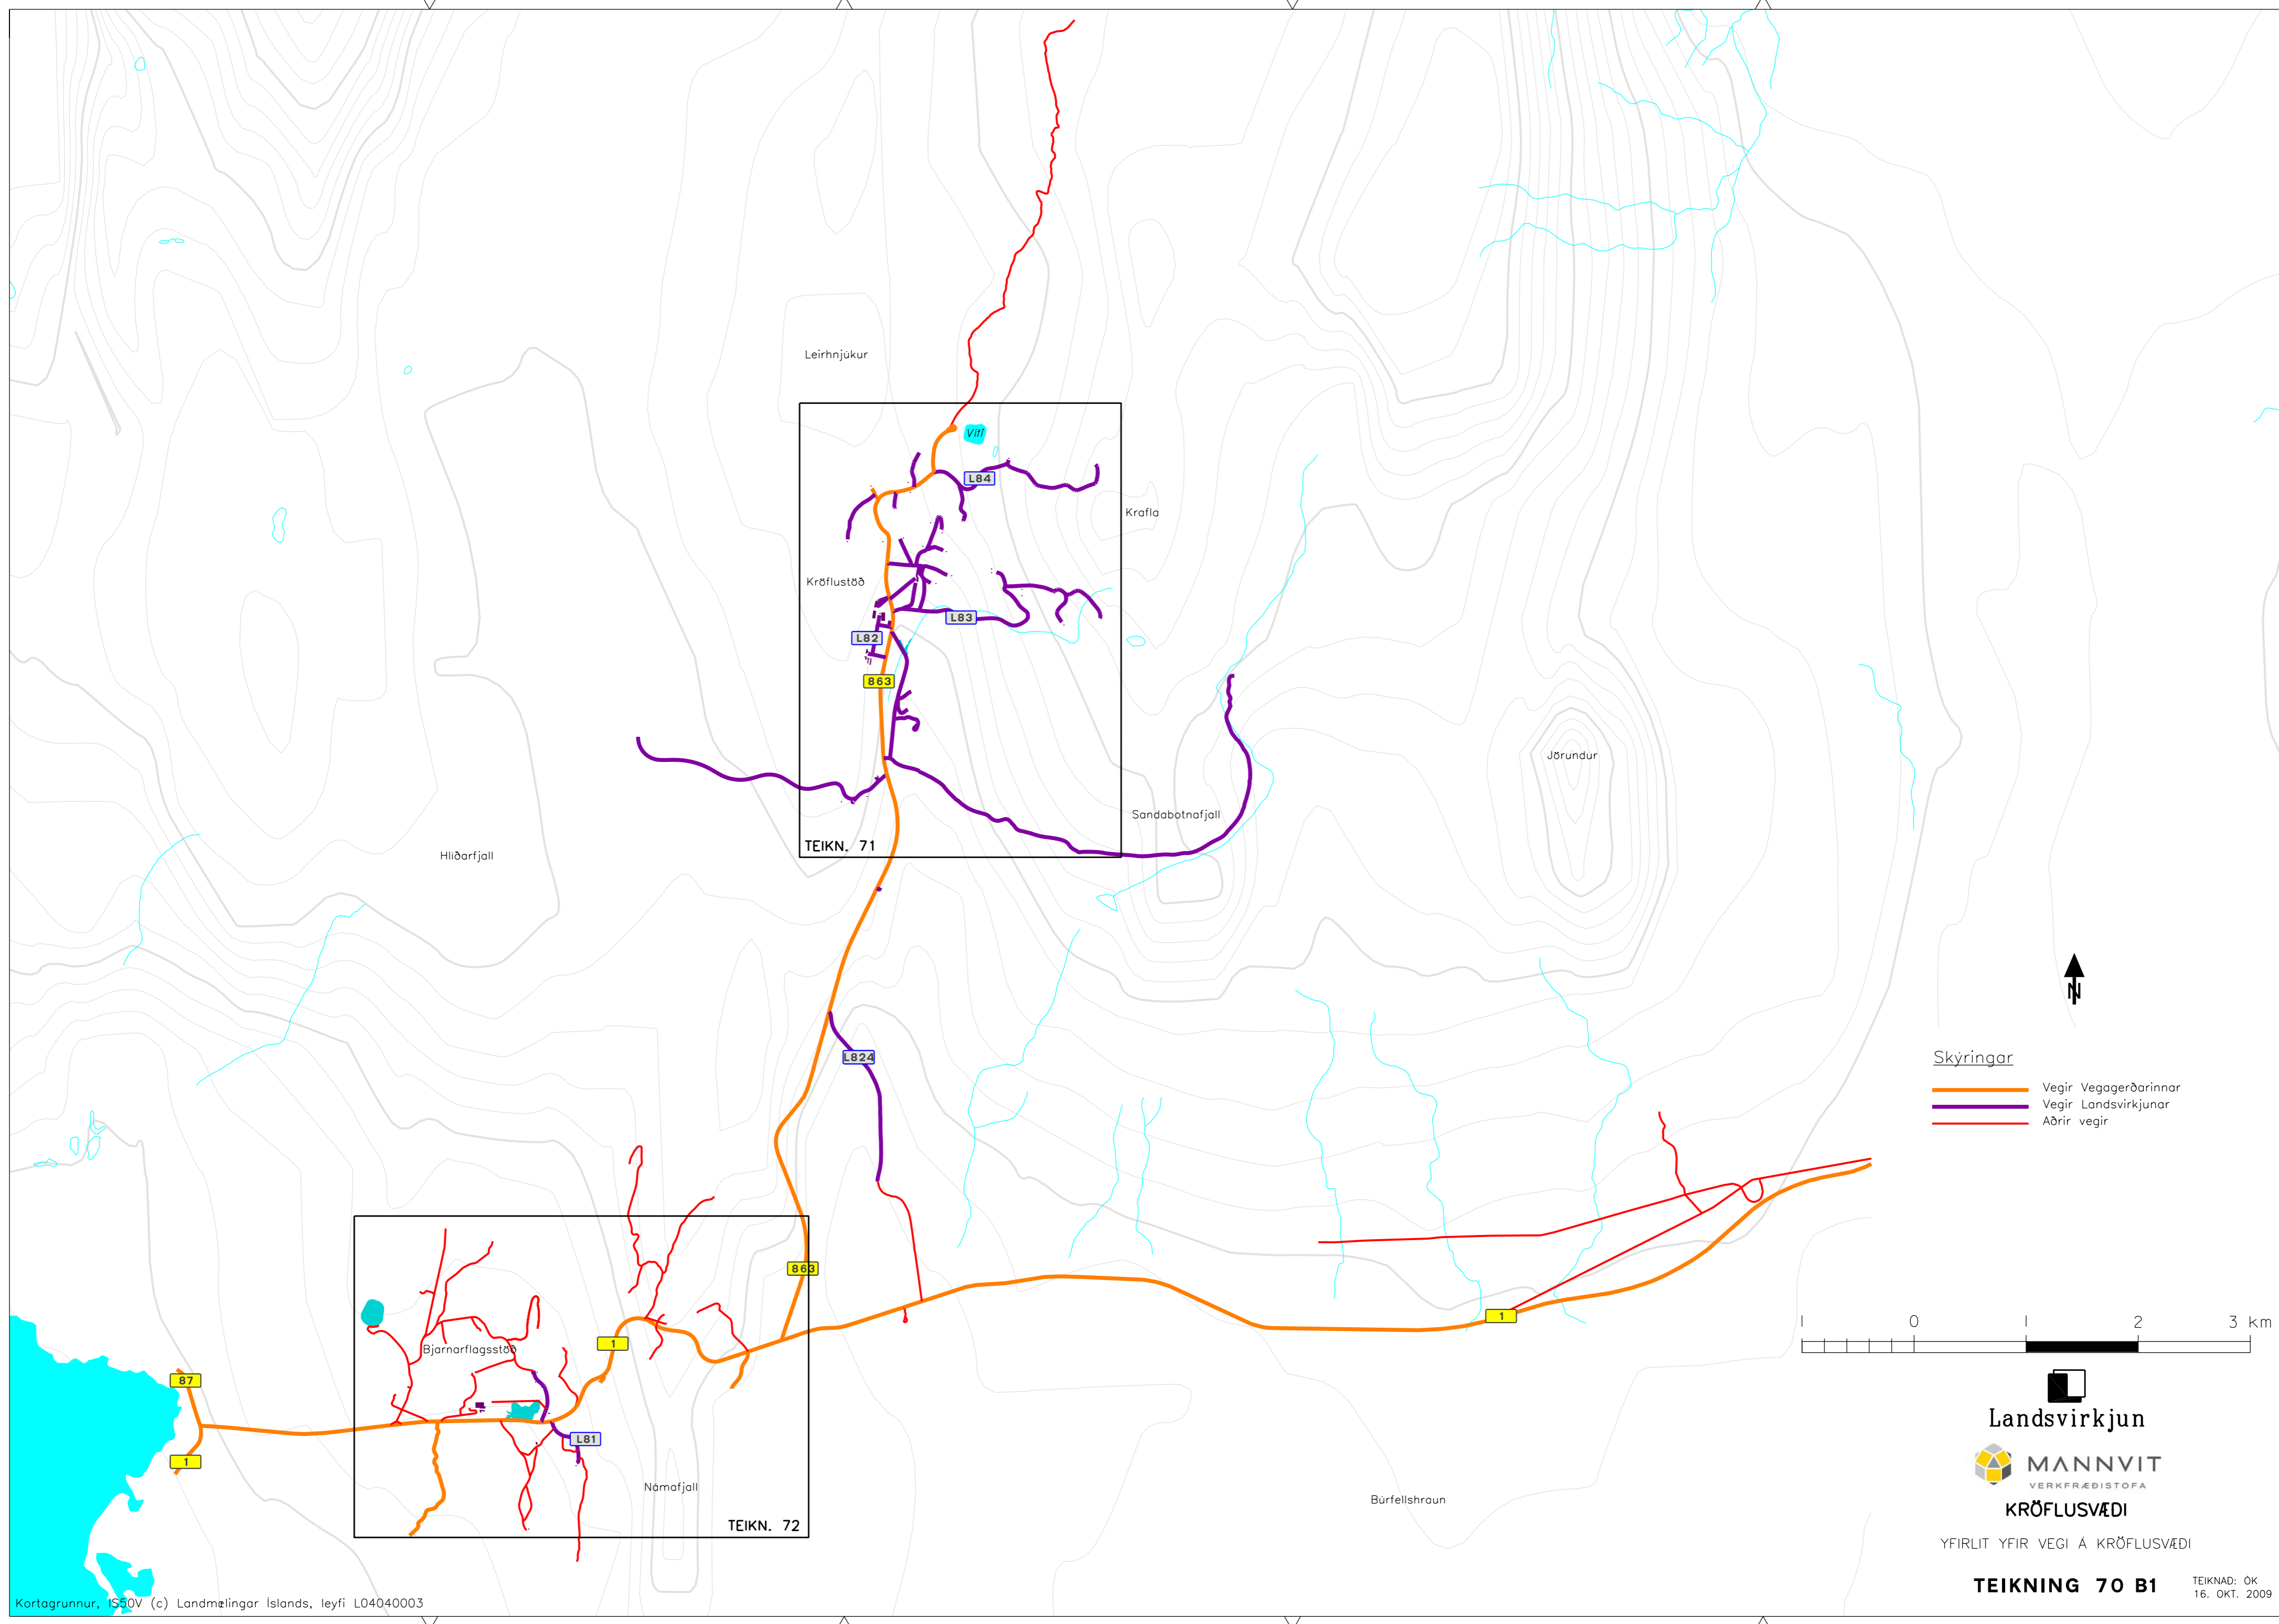 Leirhnjúkur
Víti
L84
Krafla
Kröflustöð
L83
L82
863
Jörundur
Sandabotnafjall
TEIKN. 71
Hlíðarfjall
L824
Skýringar
Vegir Vegagerðarinnar
Vegir Landsvirkjunar
Aðrir vegir
N
863
1
1
Bjarnarflagsstöð
87
1
L81
Námafjall
TEIKN. 72
Búrfellshraun
1 0 1 2 3 km
Landsvirkjun
MANNVIT
VERKFRÆÐISTOFA
KRÖFLUSVÆÐI
YFIRLIT YFIR VEGI Á KRÖFLUSVÆÐI
TEIKNING 70 B1
TEIKNAD: ÓK
16. OKT. 2009
Kortagrunnur, IS50V (c) Landmælingar Íslands, leyfi L04040003